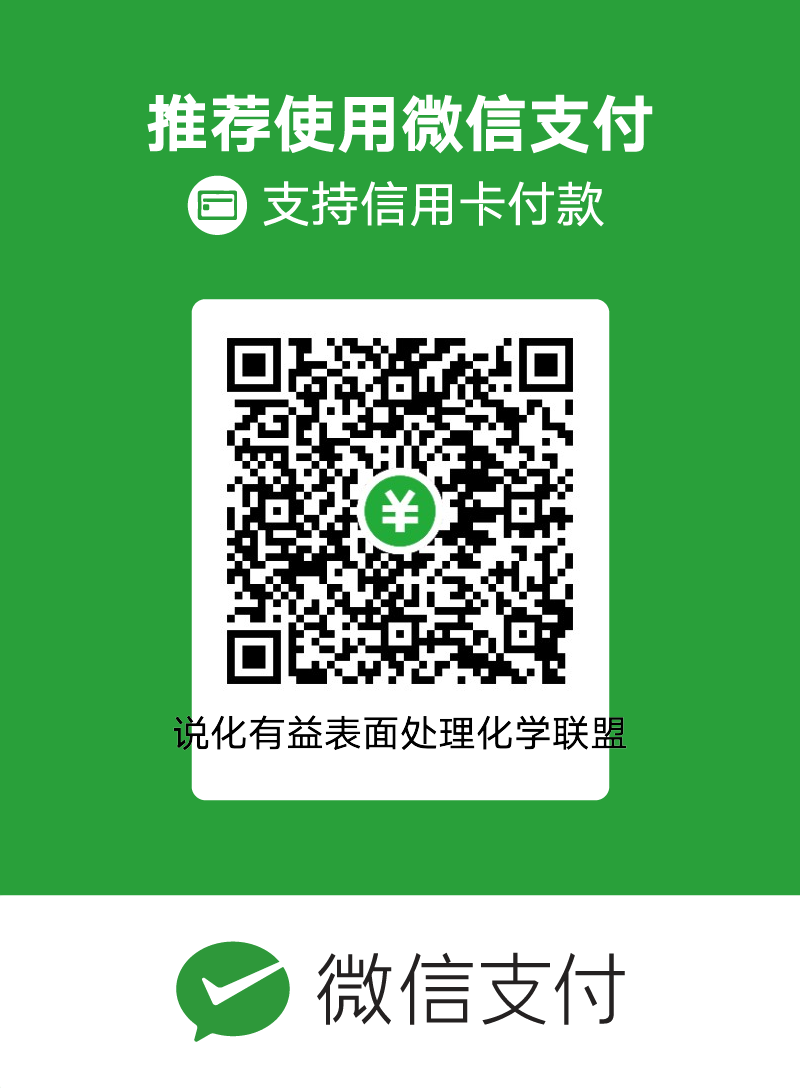 推荐使用微信支付
支持信用卡付款
¥
说化有益表面处理化学联盟
微信支付